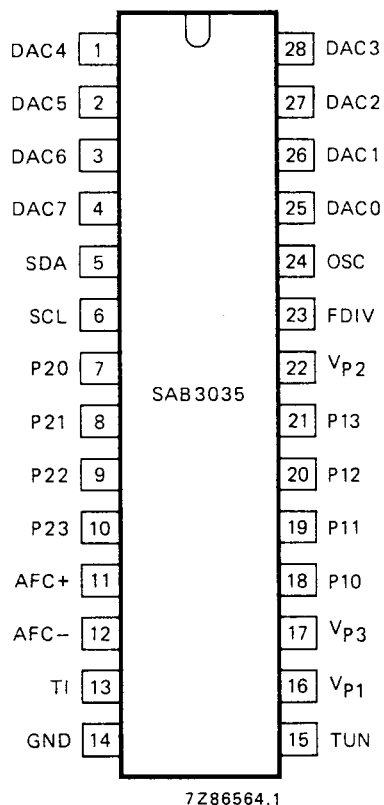 DAC4 1 28 DAC3
DAC5 2 27 DAC2
DAC6 3 26 DAC1
DAC7 4 25 DAC0
SDA 5 24 OSC
SCL 6 23 FDIV
P20 7 22 VP2
SAB3035
P21 8 21 P13
P22 9 20 P12
P23 10 19 P11
AFC+ 11 18 P10
AFC− 12 17 VP3
TI 13 16 VP1
GND 14 15 TUN
7Z86564.1